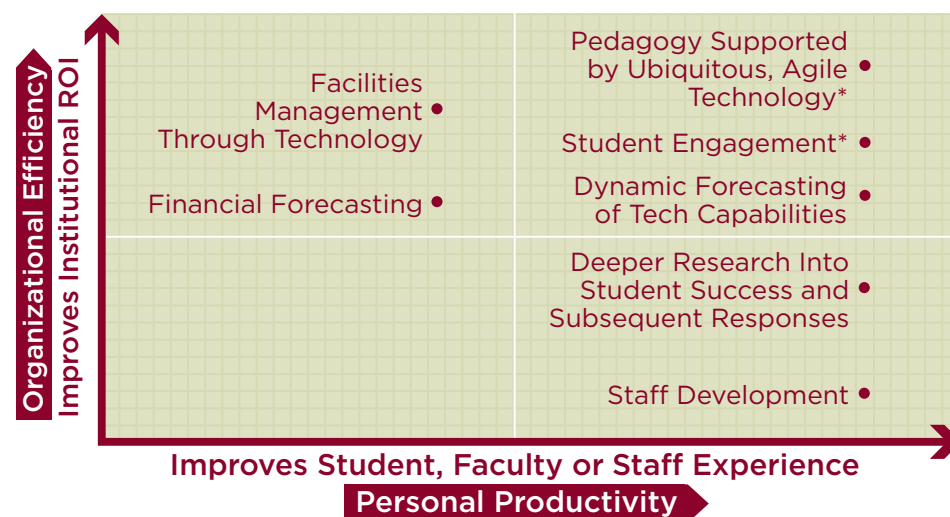 Organizational Efficiency
Improves Institutional ROI
Facilities
Management
Through Technology
Financial Forecasting
Pedagogy Supported
by Ubiquitous, Agile
Technology*
Student Engagement*
Dynamic Forecasting
of Tech Capabilities
Deeper Research Into
Student Success and
Subsequent Responses
Staff Development
Improves Student, Faculty or Staff Experience
Personal Productivity